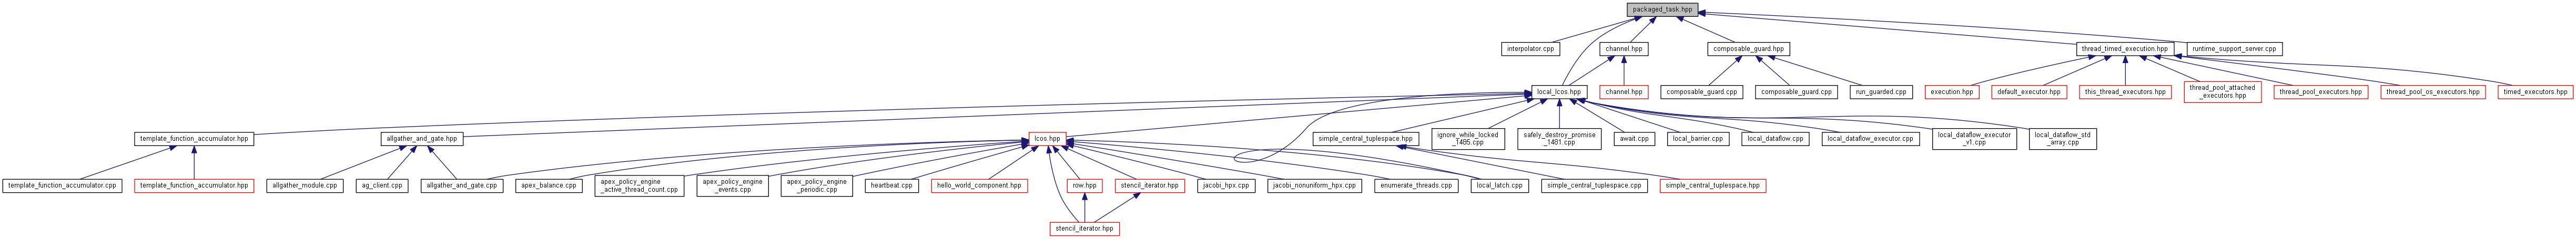 packaged_task.hpp
interpolator.cpp
channel.hpp
composable_guard.hpp
thread_timed_execution.hpp
runtime_support_server.cpp
local_lcos.hpp
channel.hpp
composable_guard.cpp
composable_guard.cpp
run_guarded.cpp
execution.hpp
default_executor.hpp
this_thread_executors.hpp
thread_pool_attached
_executors.hpp
thread_pool_executors.hpp
thread_pool_os_executors.hpp
timed_executors.hpp
template_function_accumulator.hpp
allgather_and_gate.hpp
lcos.hpp
simple_central_tuplespace.hpp
ignore_while_locked
_1485.cpp
safely_destroy_promise
_1481.cpp
await.cpp
local_barrier.cpp
local_dataflow.cpp
local_dataflow_executor.cpp
local_dataflow_executor
_v1.cpp
local_dataflow_std
_array.cpp
template_function_accumulator.cpp
template_function_accumulator.hpp
allgather_module.cpp
ag_client.cpp
allgather_and_gate.cpp
apex_balance.cpp
apex_policy_engine
_active_thread_count.cpp
apex_policy_engine
_events.cpp
apex_policy_engine
_periodic.cpp
heartbeat.cpp
hello_world_component.hpp
row.hpp
stencil_iterator.hpp
jacobi_hpx.cpp
jacobi_nonuniform_hpx.cpp
enumerate_threads.cpp
local_latch.cpp
simple_central_tuplespace.cpp
simple_central_tuplespace.hpp
stencil_iterator.hpp